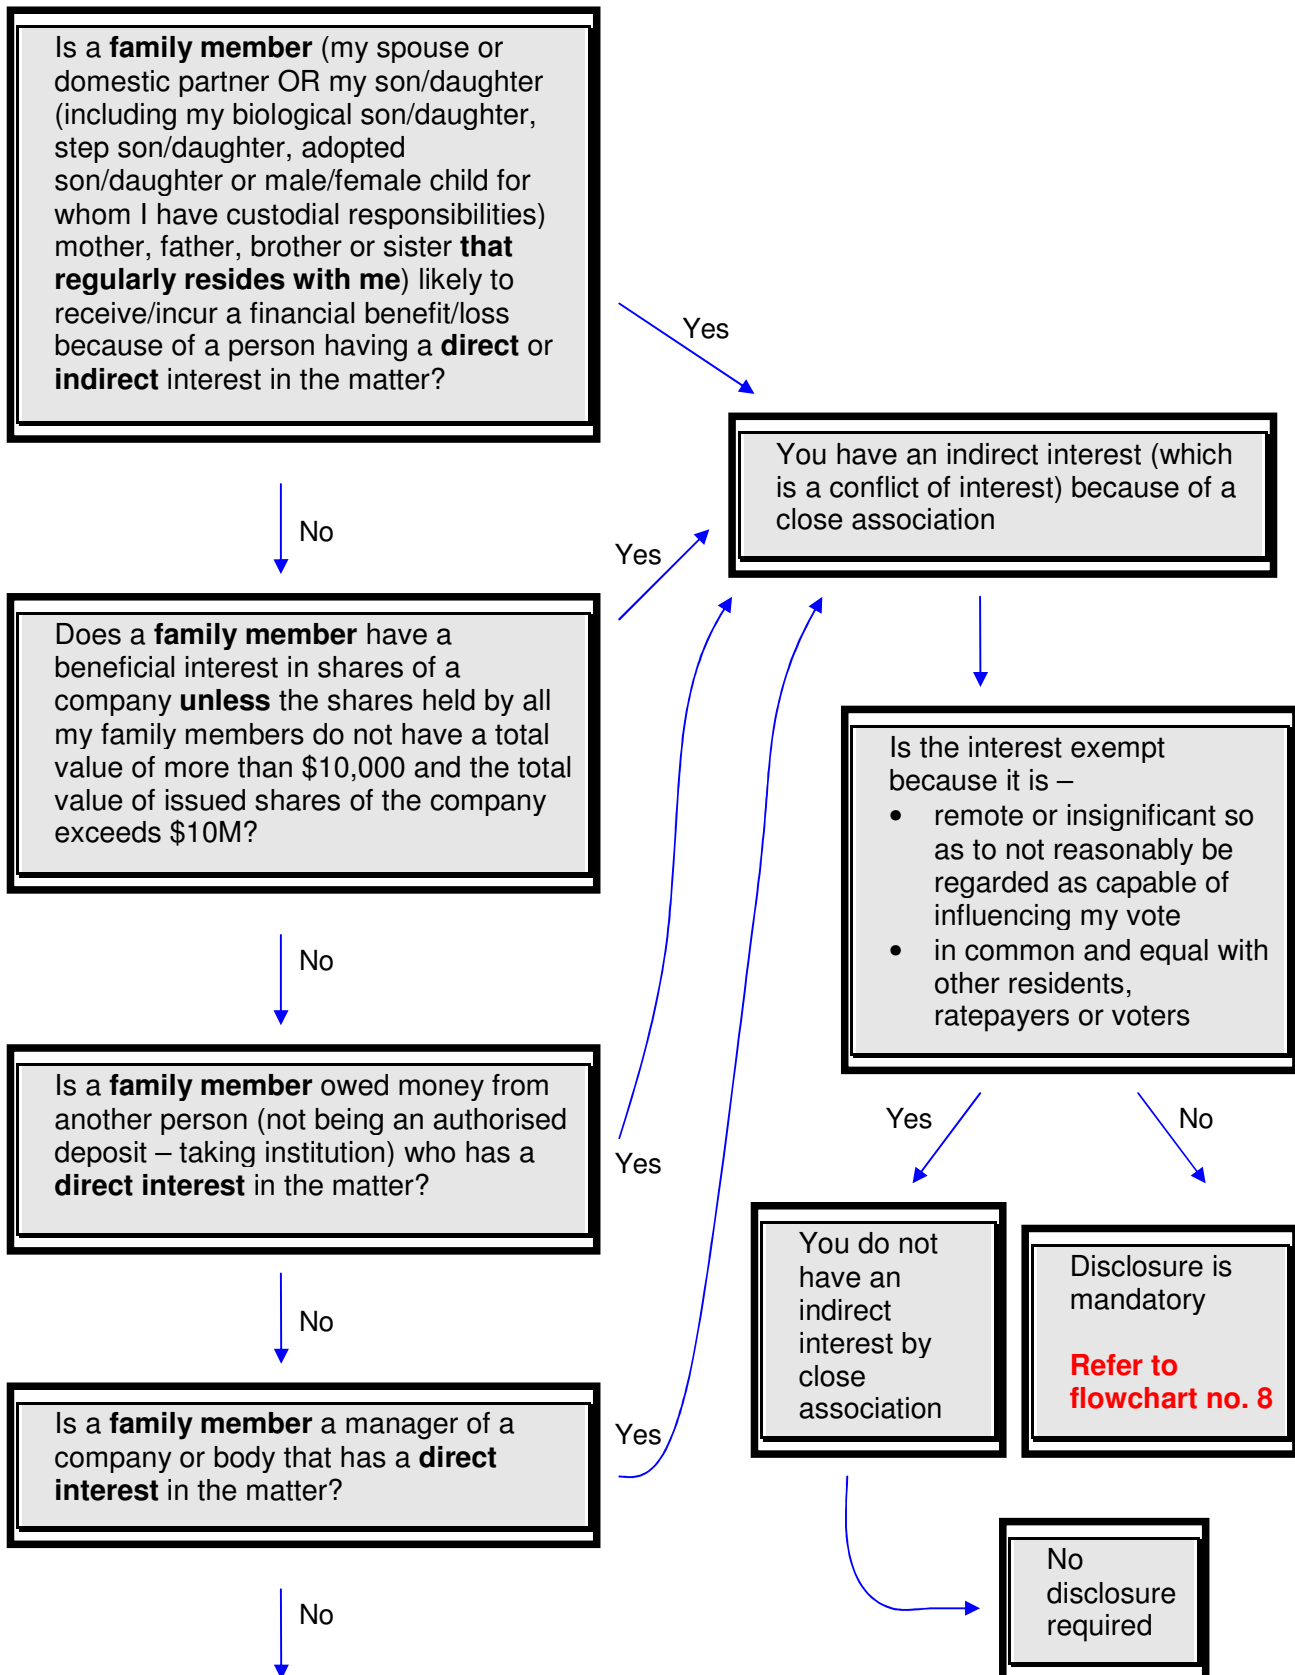 Is a family member (my spouse or
domestic partner OR my son/daughter
(including my biological son/daughter,
step son/daughter, adopted
son/daughter or male/female child for
whom I have custodial responsibilities)
mother, father, brother or sister that
regularly resides with me) likely to
receive/incur a financial benefit/loss
because of a person having a direct or
indirect interest in the matter?
Yes
You have an indirect interest (which
is a conflict of interest) because of a
close association
No
Yes
Does a family member have a
beneficial interest in shares of a
company unless the shares held by all
my family members do not have a total
value of more than $10,000 and the total
value of issued shares of the company
exceeds $10M?
Is the interest exempt
because it is –
• remote or insignificant so
as to not reasonably be
regarded as capable of
influencing my vote
• in common and equal with
other residents,
ratepayers or voters
No
Is a family member owed money from
another person (not being an authorised
deposit – taking institution) who has a
direct interest in the matter?
Yes
Yes
No
You do not
have an
indirect
interest by
close
association
Disclosure is
mandatory
Refer to
flowchart no. 8
No
Is a family member a manager of a
company or body that has a direct
interest in the matter?
Yes
No
disclosure
required
No